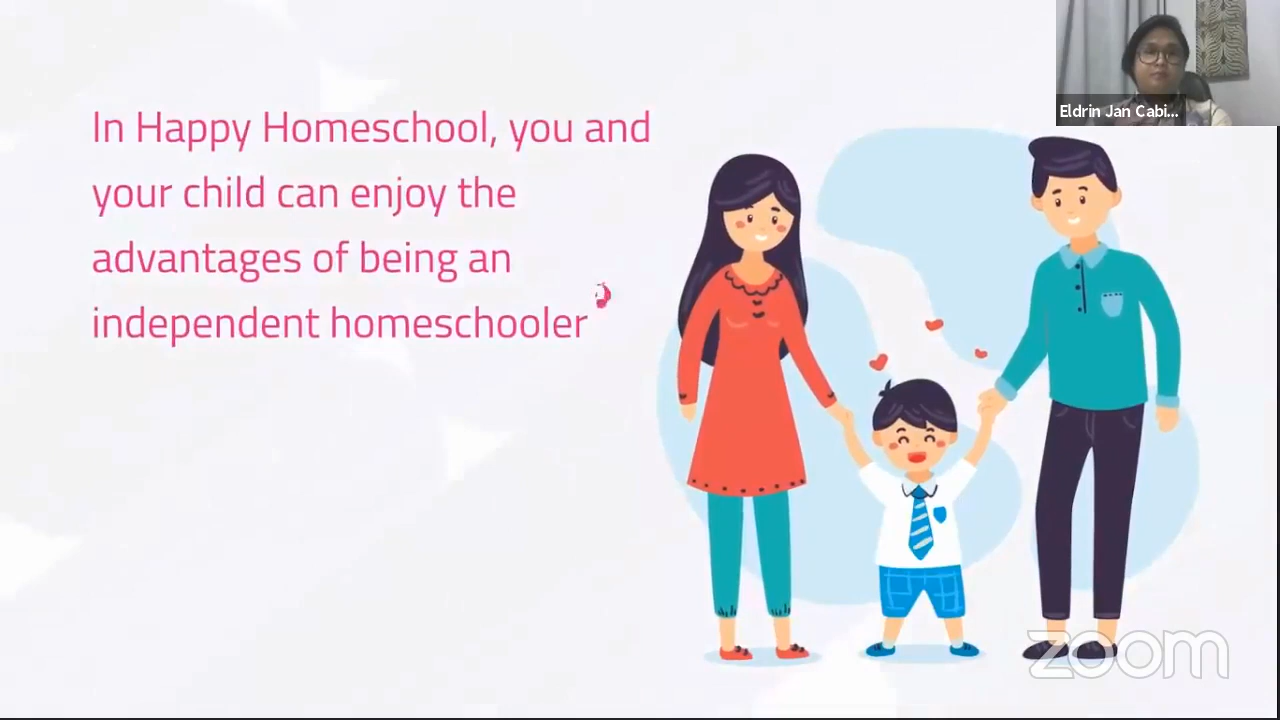 Eldrin Jan Cabi...
In Happy Homeschool, you and
your child can enjoy the
advantages of being an
independent homeschooler
zoom